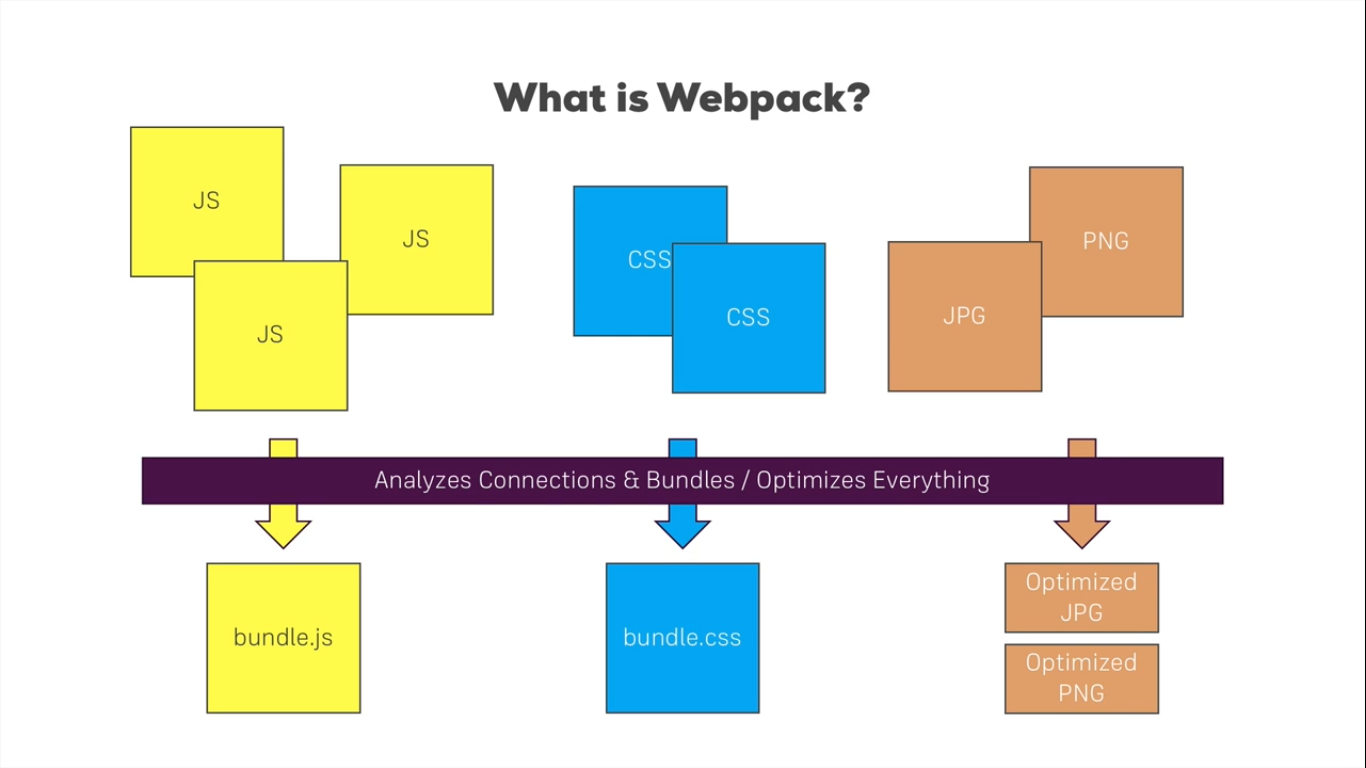 What is Webpack?
JS
JS
JS
CSS
CSS
PNG
JPG
Analyzes Connections & Bundles / Optimizes Everything
bundle.js
bundle.css
Optimized
JPG
Optimized
PNG